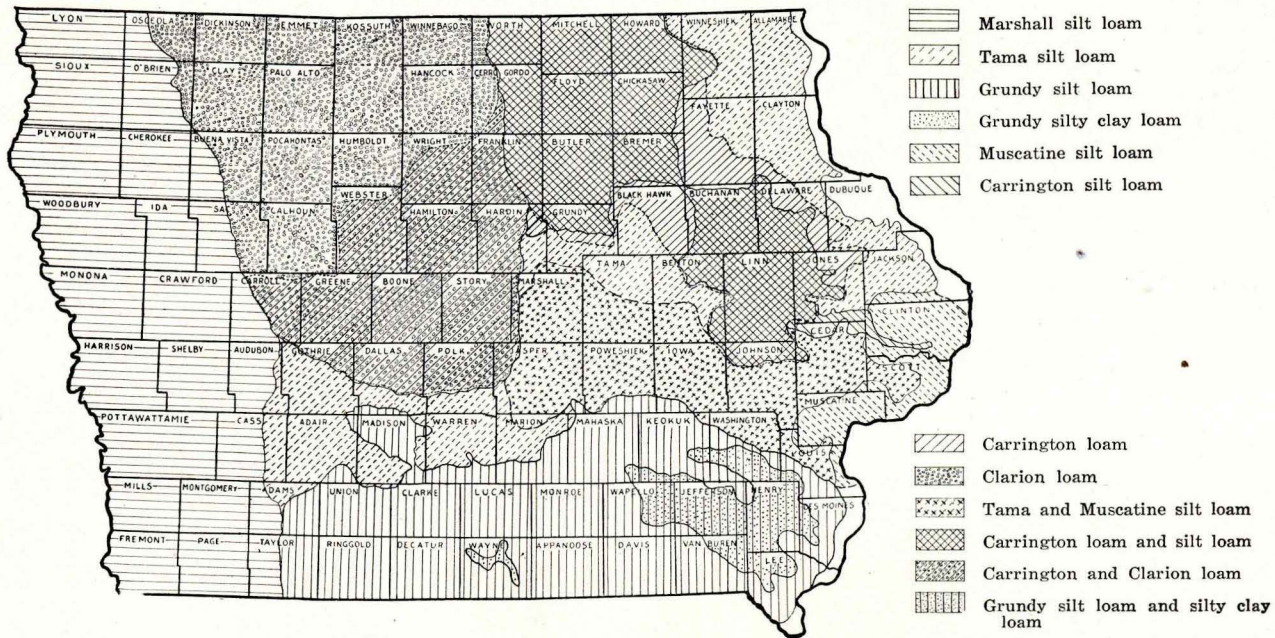 LYON OSCEOLA DICKINSON EMMET KOSSUTH WINNEBAGO WORTH MITCHELL HOWARD WINNESHIEK ALLAMAKEE
SIOUX O'BRIEN CLAY PALO ALTO HANCOCK CERRO GORDO FLOYD CHICKASAW
FAYETTE CLAYTON
PLYMOUTH CHEROKEE BUENA VISTA POCAHONTAS HUMBOLDT WRIGHT FRANKLIN BUTLER BREMER
WOODBURY IDA SAC CALHOUN WEBSTER HAMILTON HARDIN GRUNDY BLACK HAWK BUCHANAN DELAWARE DUBUQUE
MONONA CRAWFORD CARROLL GREENE BOONE STORY MARSHALL TAMA BENTON LINN JONES JACKSON
CLINTON
CEDAR
HARRISON SHELBY AUDUBON GUTHRIE DALLAS POLK JASPER POWESHIEK IOWA JOHNSON SCOTT
MUSCATINE
POTTAWATTAMIE CASS ADAIR MADISON WARREN MARION MAHASKA KEOKUK WASHINGTON
LOUISA
MILLS MONTGOMERY ADAMS UNION CLARKE LUCAS MONROE WAPELLO JEFFERSON HENRY DES MOINES
FREMONT PAGE TAYLOR RINGGOLD DECATUR WAYNE APPANOOSE DAVIS VAN BUREN LEE
Marshall silt loam
Tama silt loam
Grundy silt loam
Grundy silty clay loam
Muscatine silt loam
Carrington silt loam
Carrington loam
Clarion loam
Tama and Muscatine silt loam
Carrington loam and silt loam
Carrington and Clarion loam
Grundy silt loam and silty clay
loam